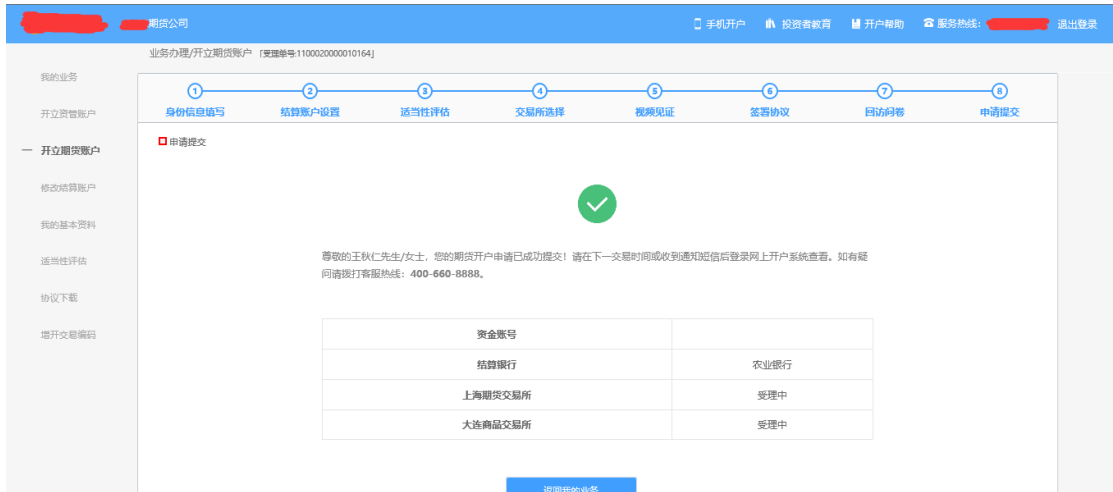 期货公司
手机开户 投资者教育 开户帮助 服务热线: 退出登录
业务办理/开立期货账户 「受理单号:1100020000010164」
我的业务
开立资管账户
一 开立期货账户
修改结算账户
我的基本资料
适当性评估
协议下载
增开交易编码
1 2 3 4 5 6 7 8
身份信息填写 结算账户设置 适当性评估 交易所选择 视频见证 签署协议 回访问卷 申请提交
申请提交
尊敬的王秋仁先生/女士，您的期货开户申请已成功提交！请在下一交易时间或收到通知短信后登录网上开户系统查看。如有疑
问请拨打客服热线：400-660-8888。
资金账号
结算银行 农业银行
上海期货交易所 受理中
大连商品交易所 受理中
返回我的业务